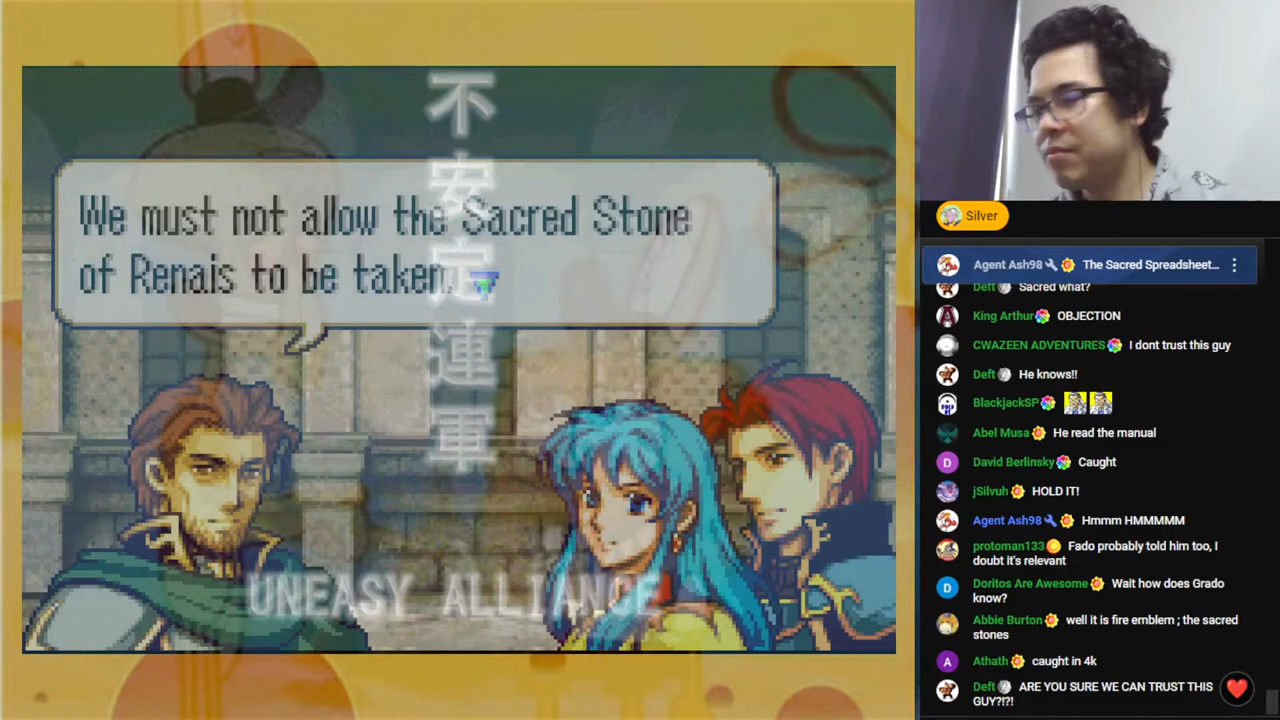 不安定連軍
We must not allow the Sacred Stone
of Renais to be taken.
UNEASY ALLIANCE
Silver
Agent Ash98 The Sacred Spreadsheet...
Deft Sacred what?
King Arthur OBJECTION
CWAZEEN ADVENTURES I dont trust this guy
Deft He knows!!
BlackjackSP
Abel Musa He read the manual
David Berlinsky Caught
jSilvuh HOLD IT!
Agent Ash98 Hmmm HMMMMM
protoman133 Fado probably told him too, I
doubt it's relevant
Doritos Are Awesome Wait how does Grado
know?
Abbie Burton well it is fire emblem ; the sacred
stones
Athath caught in 4k
Deft ARE YOU SURE WE CAN TRUST THIS
GUY?!?!